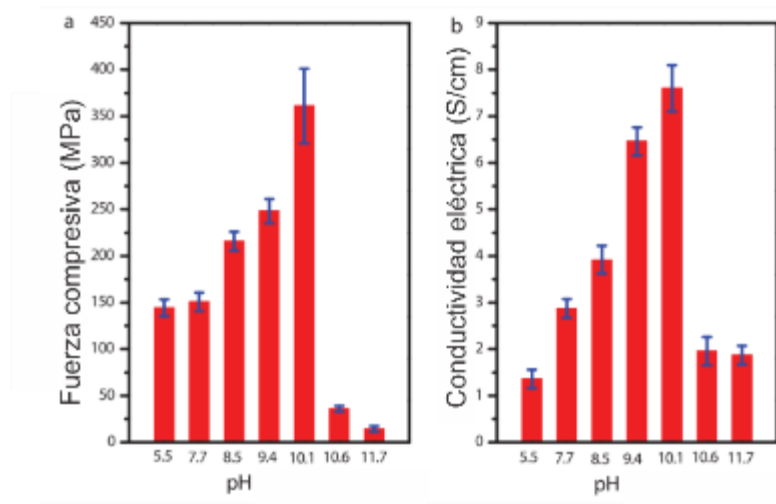 a
Fuerza compresiva (MPa)
450
400
350
300
250
200
150
100
50
0
5.5 7.7 8.5 9.4 10.1 10.6 11.7
pH
b
Conductividad eléctrica (S/cm)
9
8
7
6
5
4
3
2
1
0
5.5 7.7 8.5 9.4 10.1 10.6 11.7
pH